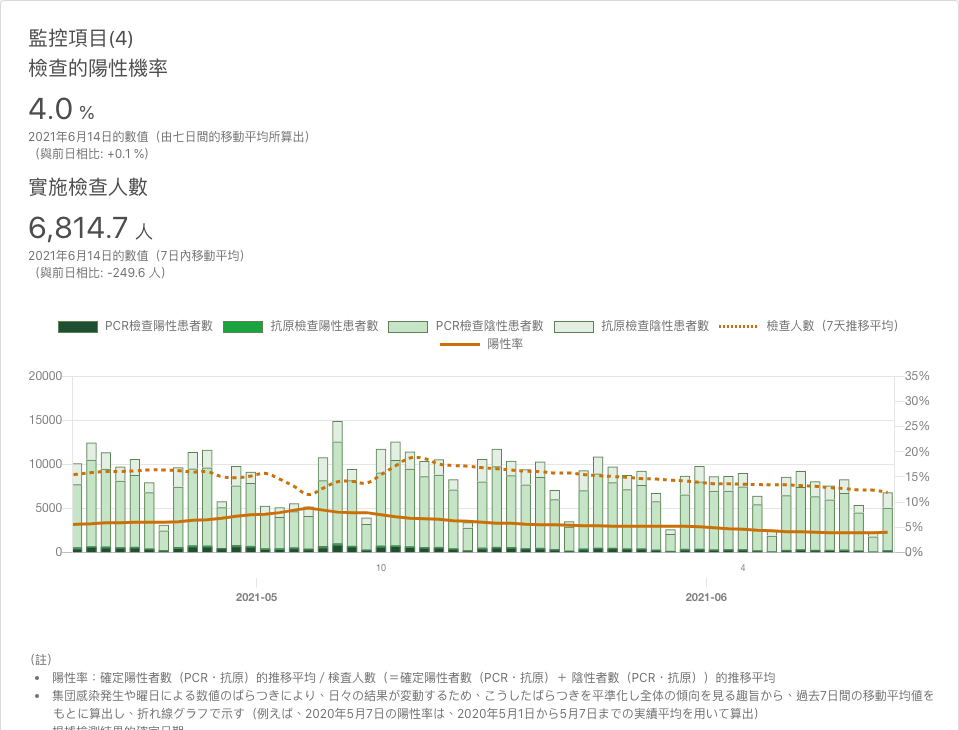 監控項目(4)
檢查的陽性機率
4.0 %
2021年6月14日的數值（由七日間的移動平均所算出）
（與前日相比: +0.1 %）
實施檢查人數
6,814.7 人
2021年6月14日的數值（7日內移動平均）
（與前日相比: -249.6 人）
PCR檢查陽性患者數 抗原檢查陽性患者數 PCR檢查陰性患者數 抗原檢查陰性患者數 檢查人數（7天推移平均）
陽性率
20000 35%
30%
15000 25%
20%
10000 15%
10%
5000 5%
0 0%
10 4
2021-05 2021-06
（註）
• 陽性率：確定陽性者數（PCR・抗原）的推移平均 / 検査人數（＝確定陽性者數（PCR・抗原）＋ 陰性者數（PCR・抗原））的推移平均
• 集団感染発生や曜日による数値のばらつきにより、日々の結果が変動するため、こうしたばらつきを平準化し全体の傾向を見る趣旨から、過去7日間の移動平均値を
もとに算出し、折れ線グラフで示す（例えば、2020年5月7日の陽性率は、2020年5月1日から5月7日までの実績平均を用いて算出）